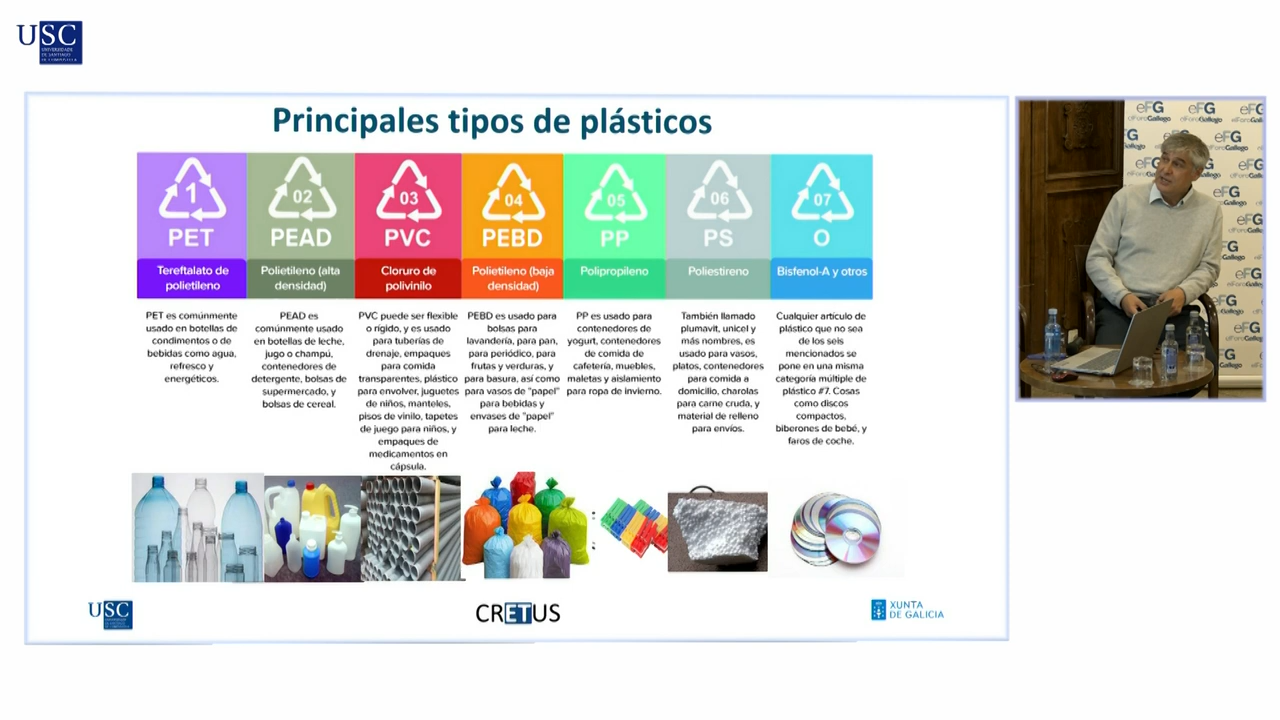 USC
UNIVERSIDADE
DE SANTIAGO
DE COMPOSTELA
Principales tipos de plásticos
1
PET
Tereftalato de
polietileno
PET es comúnmente
usado en botellas de
condimentos o de
bebidas como agua,
refresco y
energéticos.
02
PEAD
Polietileno (alta
densidad)
PEAD es
comúnmente usado
en botellas de leche,
jugo o champú,
contenedores de
detergente, bolsas de
supermercado, y
bolsas de cereal.
03
PVC
Cloruro de
polivinilo
PVC puede ser flexible
o rígido, y es usado
para tuberías de
drenaje, empaques
para comida
transparentes, plástico
para envolver, juguetes
de niños, manteles,
pisos de vinilo, tapetes
de juego para niños, y
empaques de
medicamentos en
cápsula.
04
PEBD
Polietileno (baja
densidad)
PEBD es usado para
bolsas para
lavandería, para pan,
para periódico, para
frutas y verduras, y
para basura, así como
para vasos de "papel"
para bebidas y
envases de "papel"
para leche.
05
PP
Polipropileno
PP es usado para
contenedores de
yogurt, contenedores
de comida de
cafetería, muebles,
maletas y aislamiento
para ropa de invierno.
06
PS
Poliestireno
También llamado
plumavit, unicel y
más nombres, es
usado para vasos,
platos, contenedores
para comida a
domicilio, charolas
para carne cruda, y
material de relleno
para envíos.
07
O
Bisfenol-A y otros
Cualquier artículo de
plástico que no sea
de los seis
mencionados se
pone en una misma
categoría múltiple de
plástico #7. Cosas
como discos
compactos,
biberones de bebé, y
faros de coche.
USC
CRETUS
XUNTA
DE GALICIA
eFG
elForoGallego